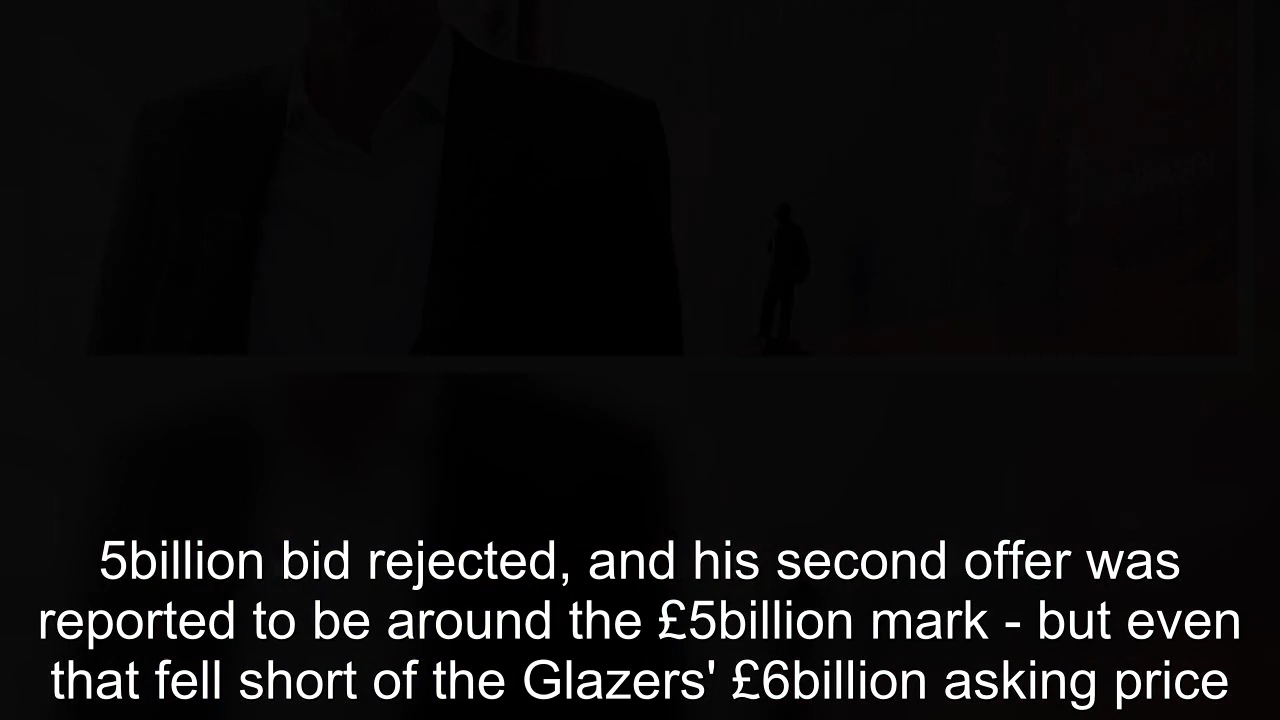 5billion bid rejected, and his second offer was
reported to be around the £5billion mark - but even
that fell short of the Glazers' £6billion asking price